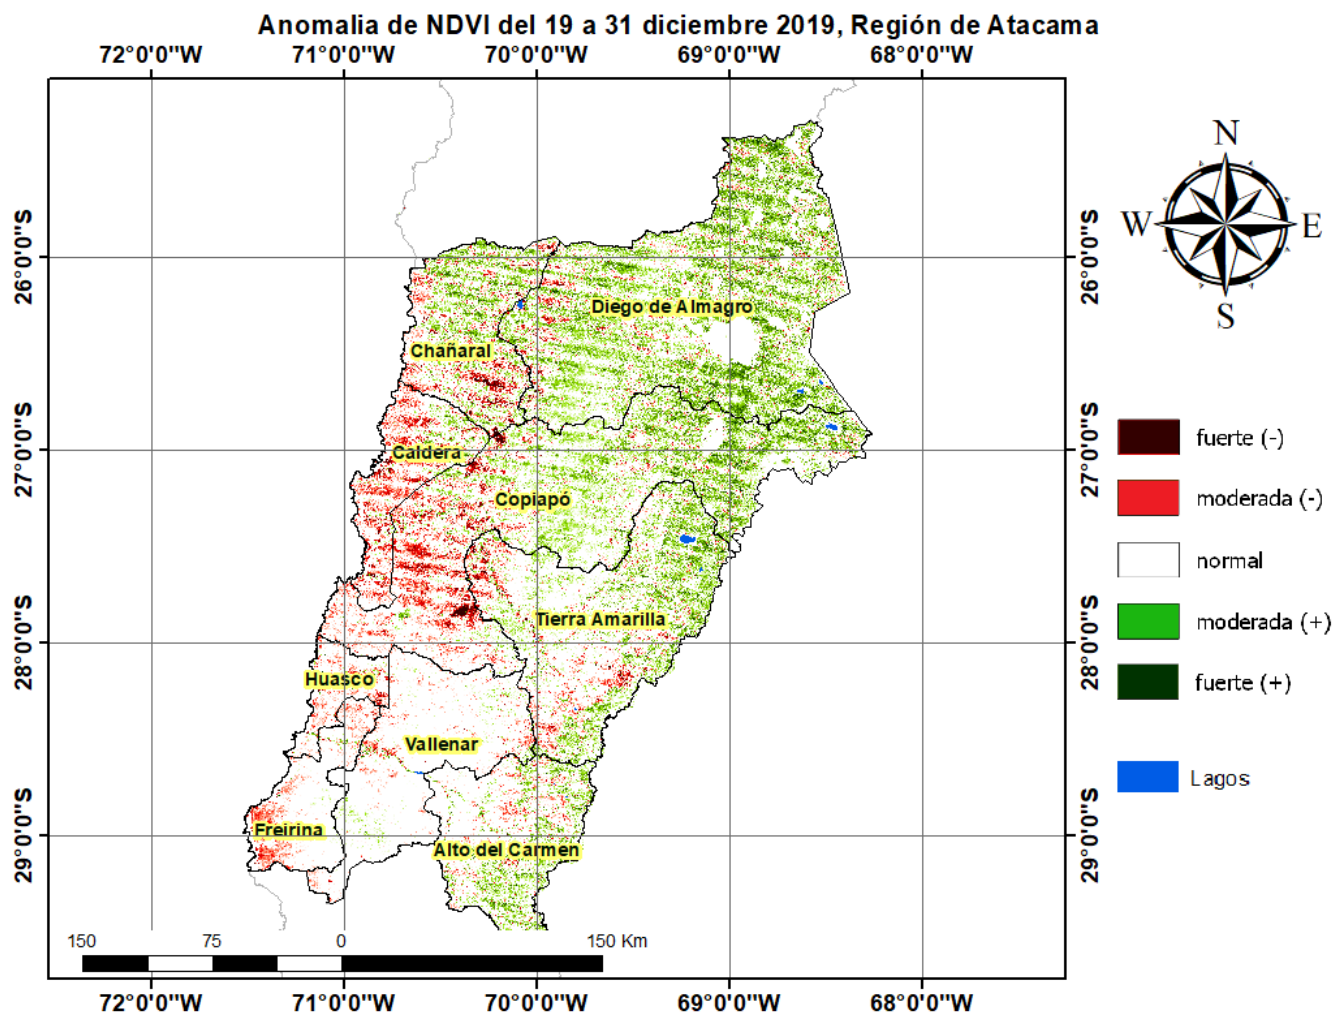 Anomalia de NDVI del 19 a 31 diciembre 2019, Región de Atacama
72°0'0"W 71°0'0"W 70°0'0"W 69°0'0"W 68°0'0"W
N
W E
S
26°0'0"S 26°0'0"S
Diego de Almagro
Chañaral
27°0'0"S 27°0'0"S
fuerte (-)
Caldera
Copiapó
moderada (-)
normal
28°0'0"S 28°0'0"S
Tierra Amarilla
moderada (+)
Huasco
fuerte (+)
Vallenar
Lagos
29°0'0"S 29°0'0"S
Freirina
Alto del Carmen
150 75 0 150 Km
72°0'0"W 71°0'0"W 70°0'0"W 69°0'0"W 68°0'0"W